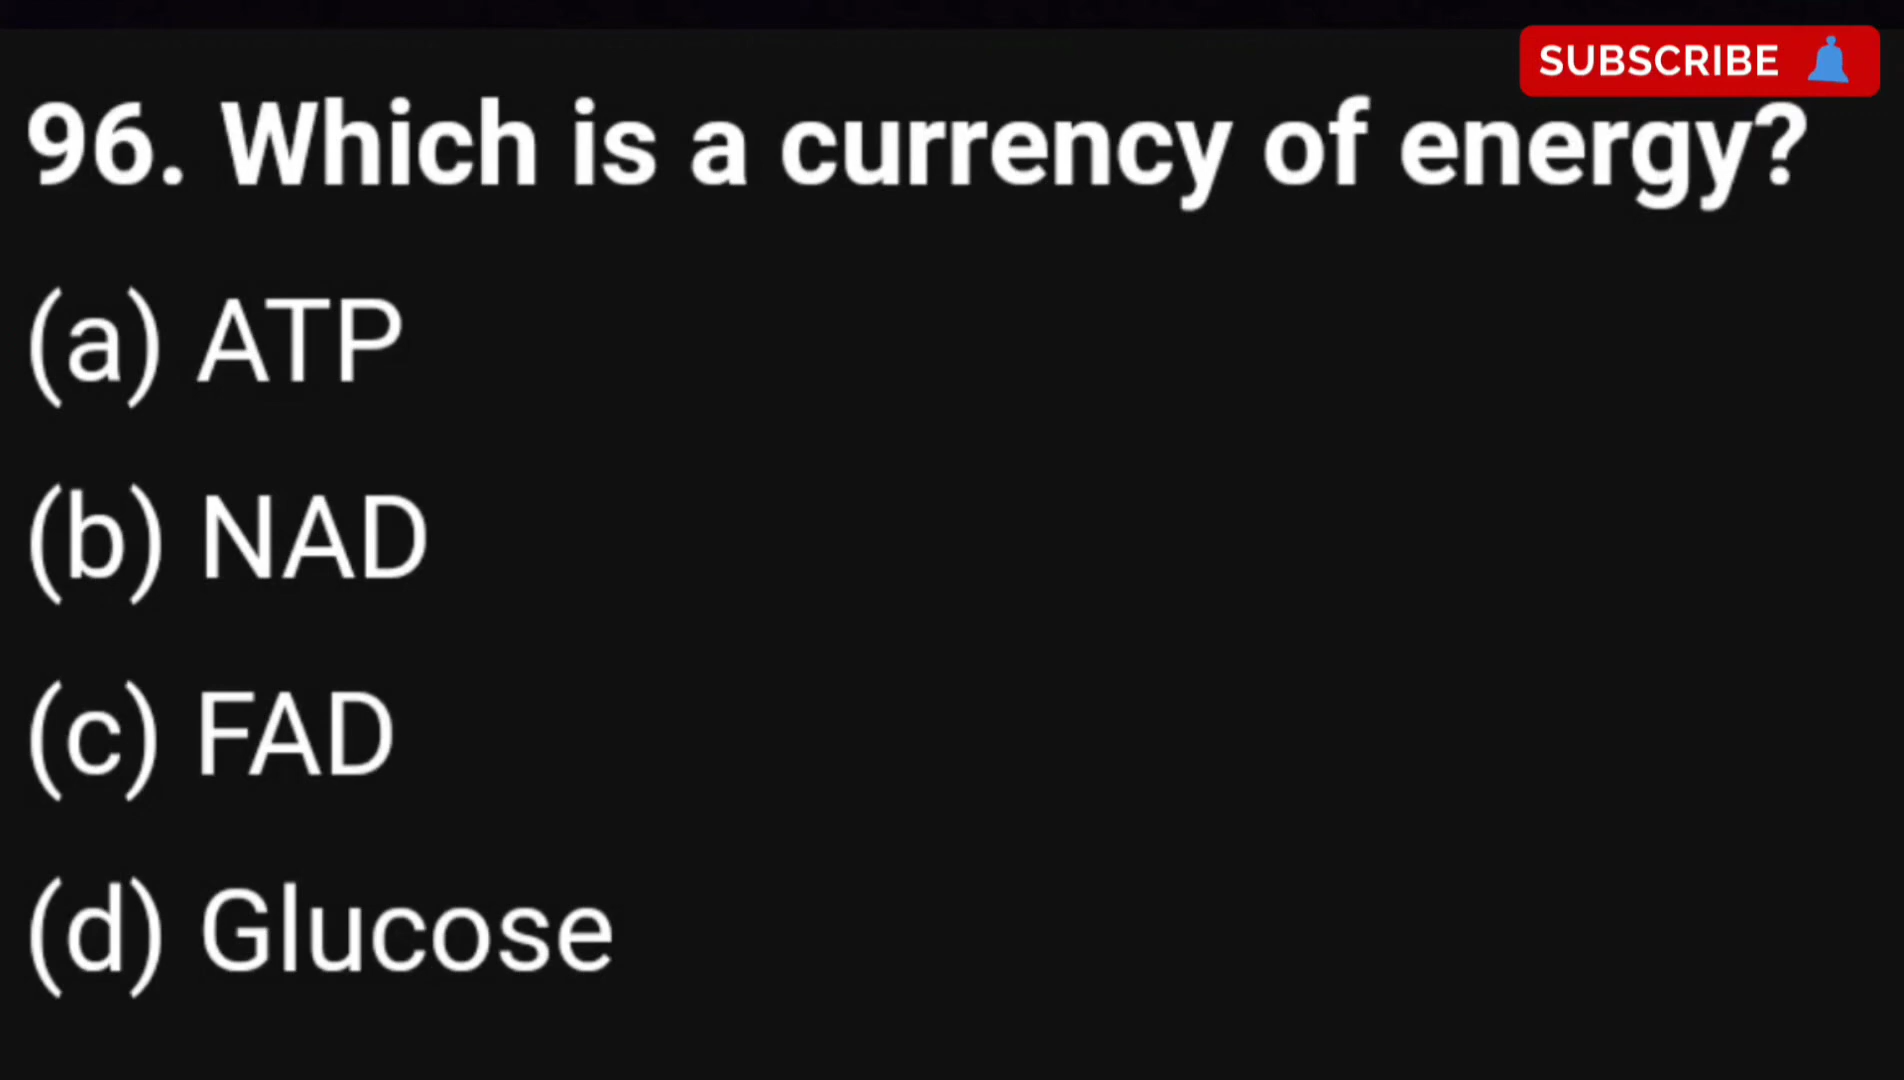 SUBSCRIBE
96. Which is a currency of energy?
(a) ATP
(b) NAD
(c) FAD
(d) Glucose